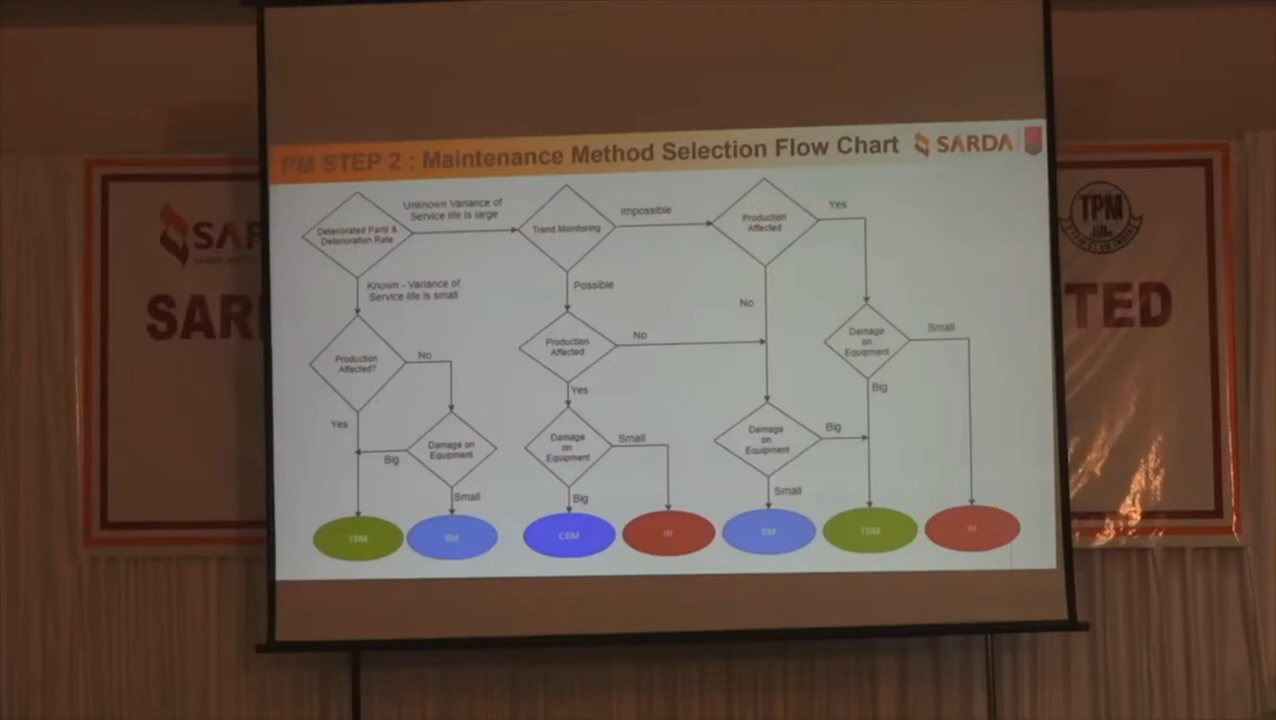 PM STEP 2 : Maintenance Method Selection Flow Chart
SARDA
Unknown Variance of
Service life is large
Impossible
Yes
Deteriorated Parts &
Deterioration Rate
Trend Monitoring
Production
Affected
Known - Variance of
Service life is small
Possible
No
Production
Affected?
No
Production
Affected
No
Damage
on
Equipment
Small
Yes
Big
Damage on
Equipment
Yes
Damage
on
Equipment
Small
Big
Damage
on
Equipment
Big
Small
Big
Small
TBM
BM
CBM
IR
BM
TBM
IR
SAR
SAR
TPM
TED